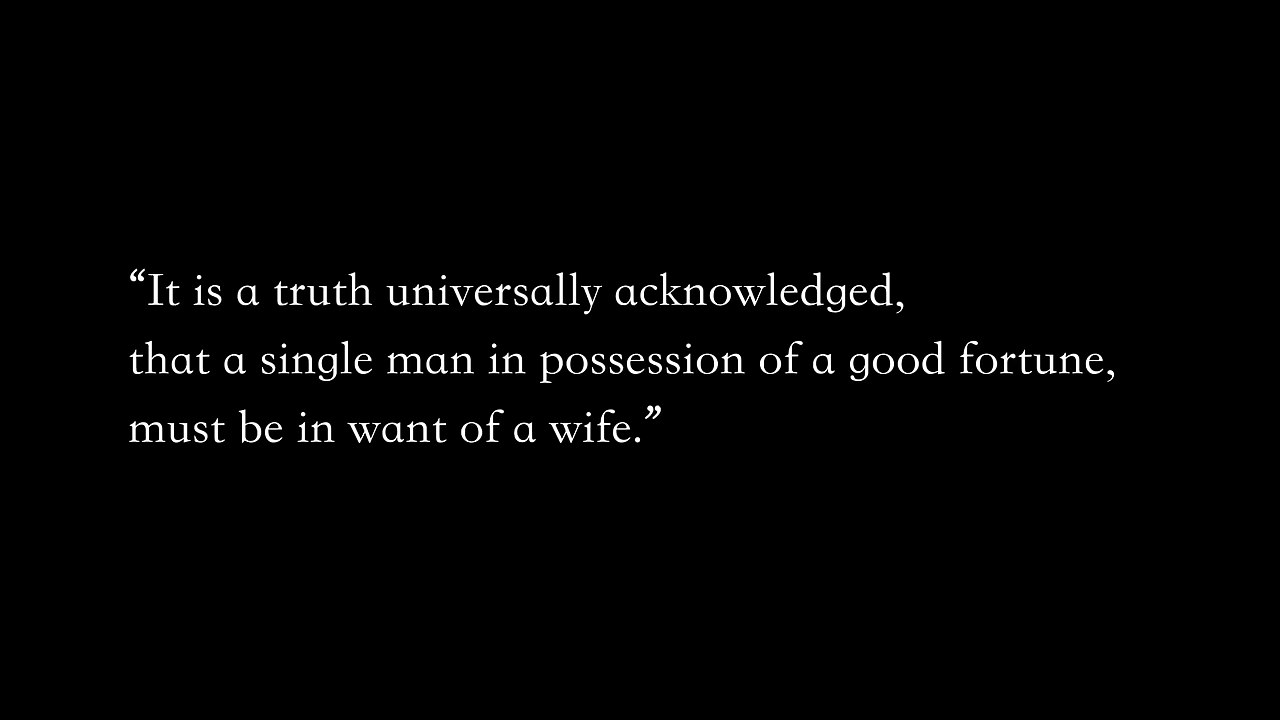 “It is a truth universally acknowledged,
that a single man in possession of a good fortune,
must be in want of a wife.”